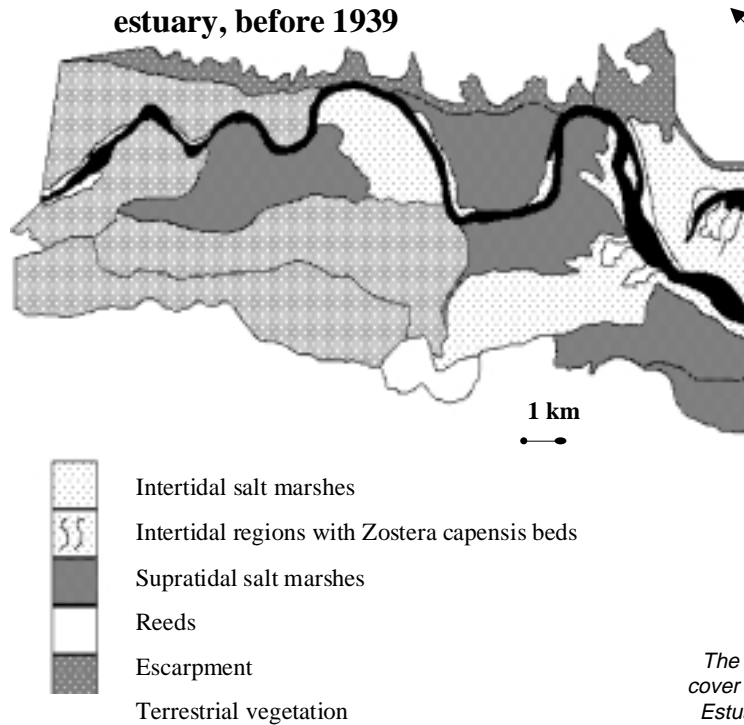 estuary, before 1939
1 km
Intertidal salt marshes
Intertidal regions with Zostera capensis beds
Supratidal salt marshes
Reeds
Escarpment
Terrestrial vegetation
The
cover
Estu